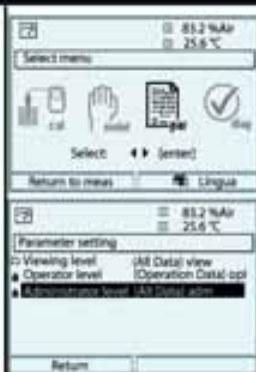 83.2 %Air
25.6 °C
Select menu
cal
maint
par
diag
Select: [enter]
Return to meas
Lingua
83.2 %Air
25.6 °C
Parameter setting
Viewing level (All Data) view
Operator level (Operation Data) opl
Administrator level (All Data) adm
Return